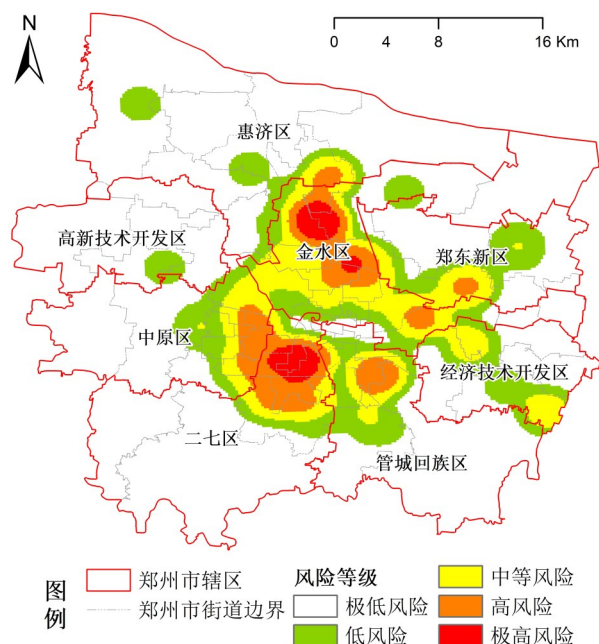 N
0 4 8 16 Km
惠济区
高新技术开发区
金水区
郑东新区
中原区
经济技术开发区
二七区
管城回族区
图例
郑州市辖区
郑州市街道边界
风险等级
极低风险
低风险
中等风险
高风险
极高风险